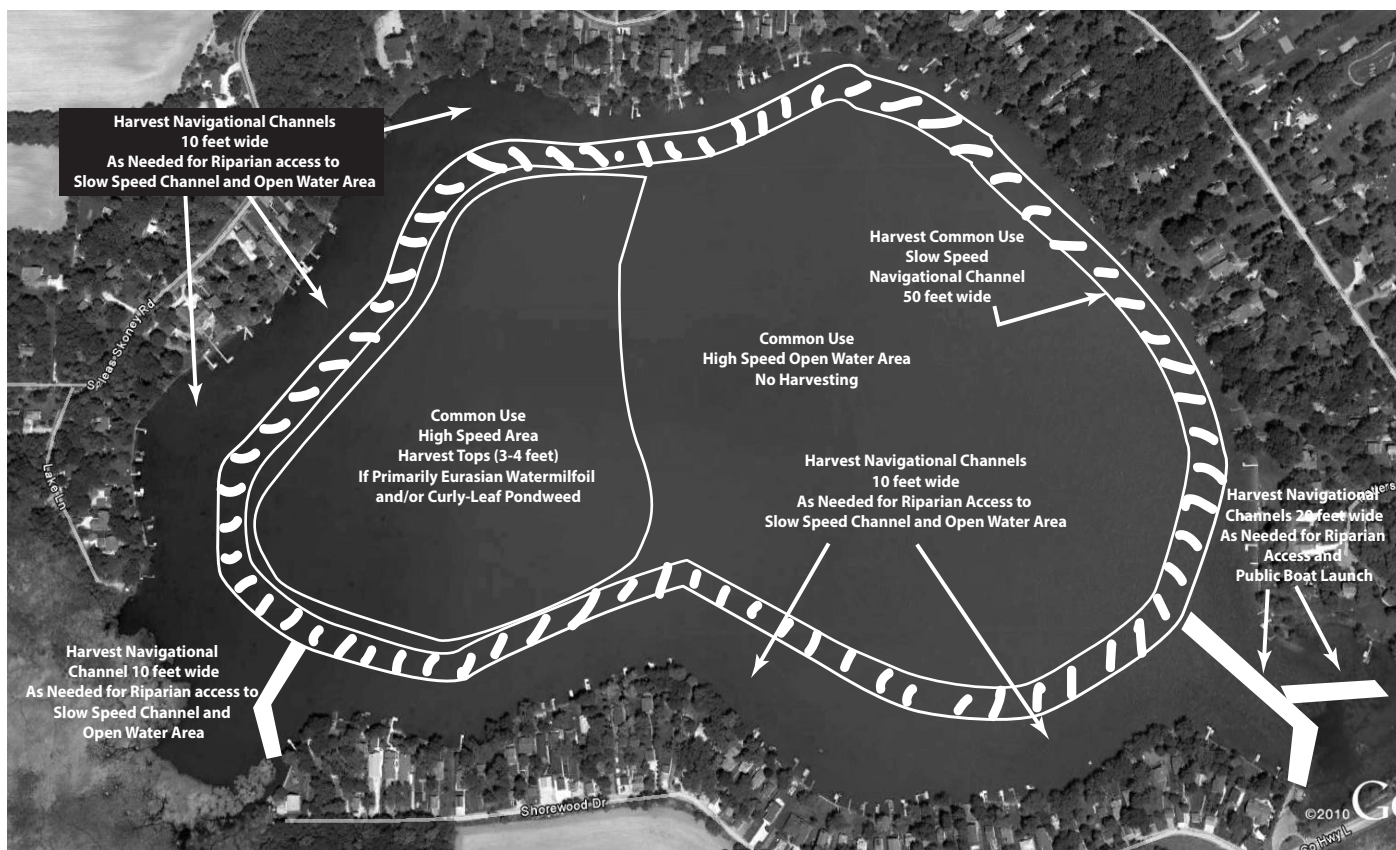 Harvest Navigational Channels
10 feet wide
As Needed for Riparian access to
Slow Speed Channel and Open Water Area
Harvest Common Use
Slow Speed
Navigational Channel
50 feet wide
Common Use
High Speed Open Water Area
No Harvesting
Common Use
High Speed Area
Harvest Tops (3-4 feet)
If Primarily Eurasian Watermilfoil
and/or Curly-Leaf Pondweed
Harvest Navigational Channels
10 feet wide
As Needed for Riparian Access to
Slow Speed Channel and Open Water Area
Harvest Navigational
Channels 20 feet wide
As Needed for Riparian
Access and
Public Boat Launch
Harvest Navigational
Channel 10 feet wide
As Needed for Riparian access to
Slow Speed Channel and
Open Water Area
Skoney Rd
Lake Ln
Shorewood Dr
©2010
Co Hwy L